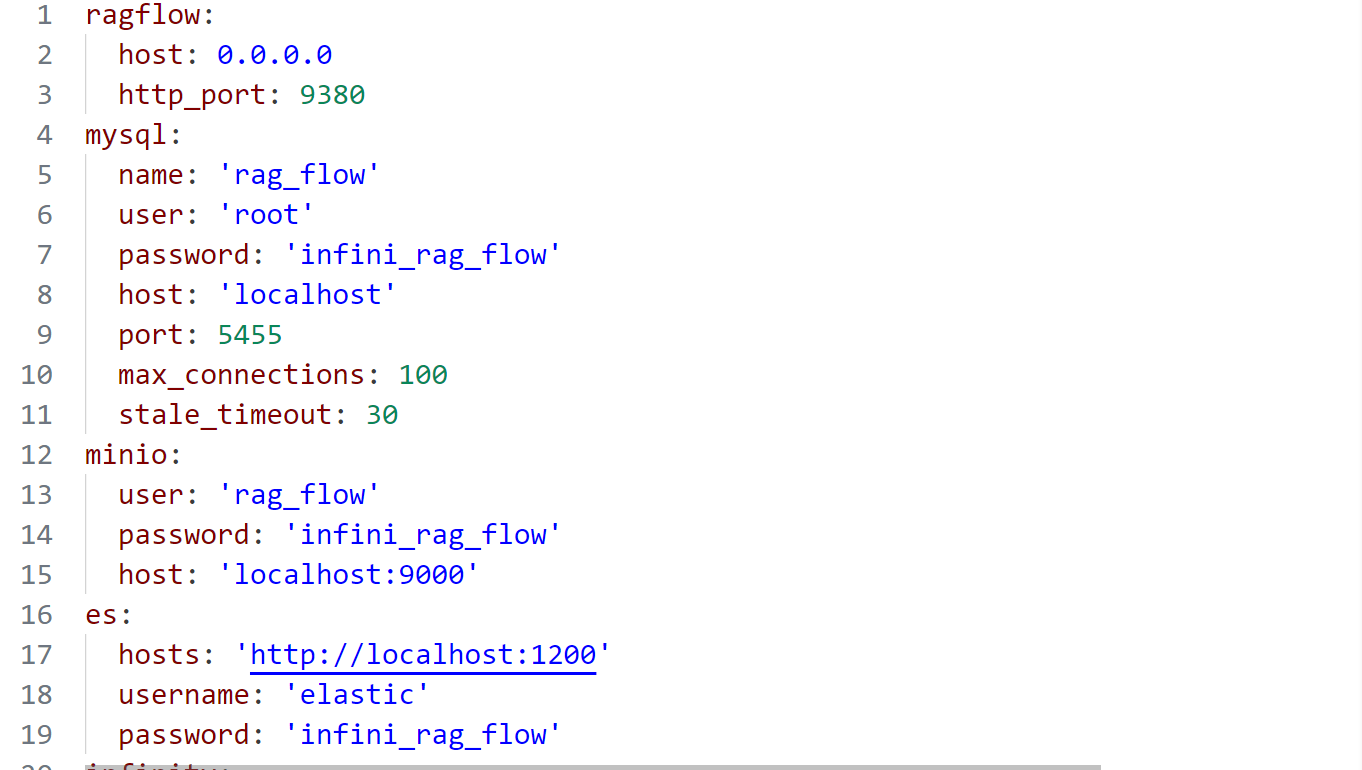 1 ragflow:
2   host: 0.0.0.0
3   http_port: 9380
4 mysql:
5   name: 'rag_flow'
6   user: 'root'
7   password: 'infini_rag_flow'
8   host: 'localhost'
9   port: 5455
10   max_connections: 100
11   stale_timeout: 30
12 minio:
13   user: 'rag_flow'
14   password: 'infini_rag_flow'
15   host: 'localhost:9000'
16 es:
17   hosts: 'http://localhost:1200'
18   username: 'elastic'
19   password: 'infini_rag_flow'